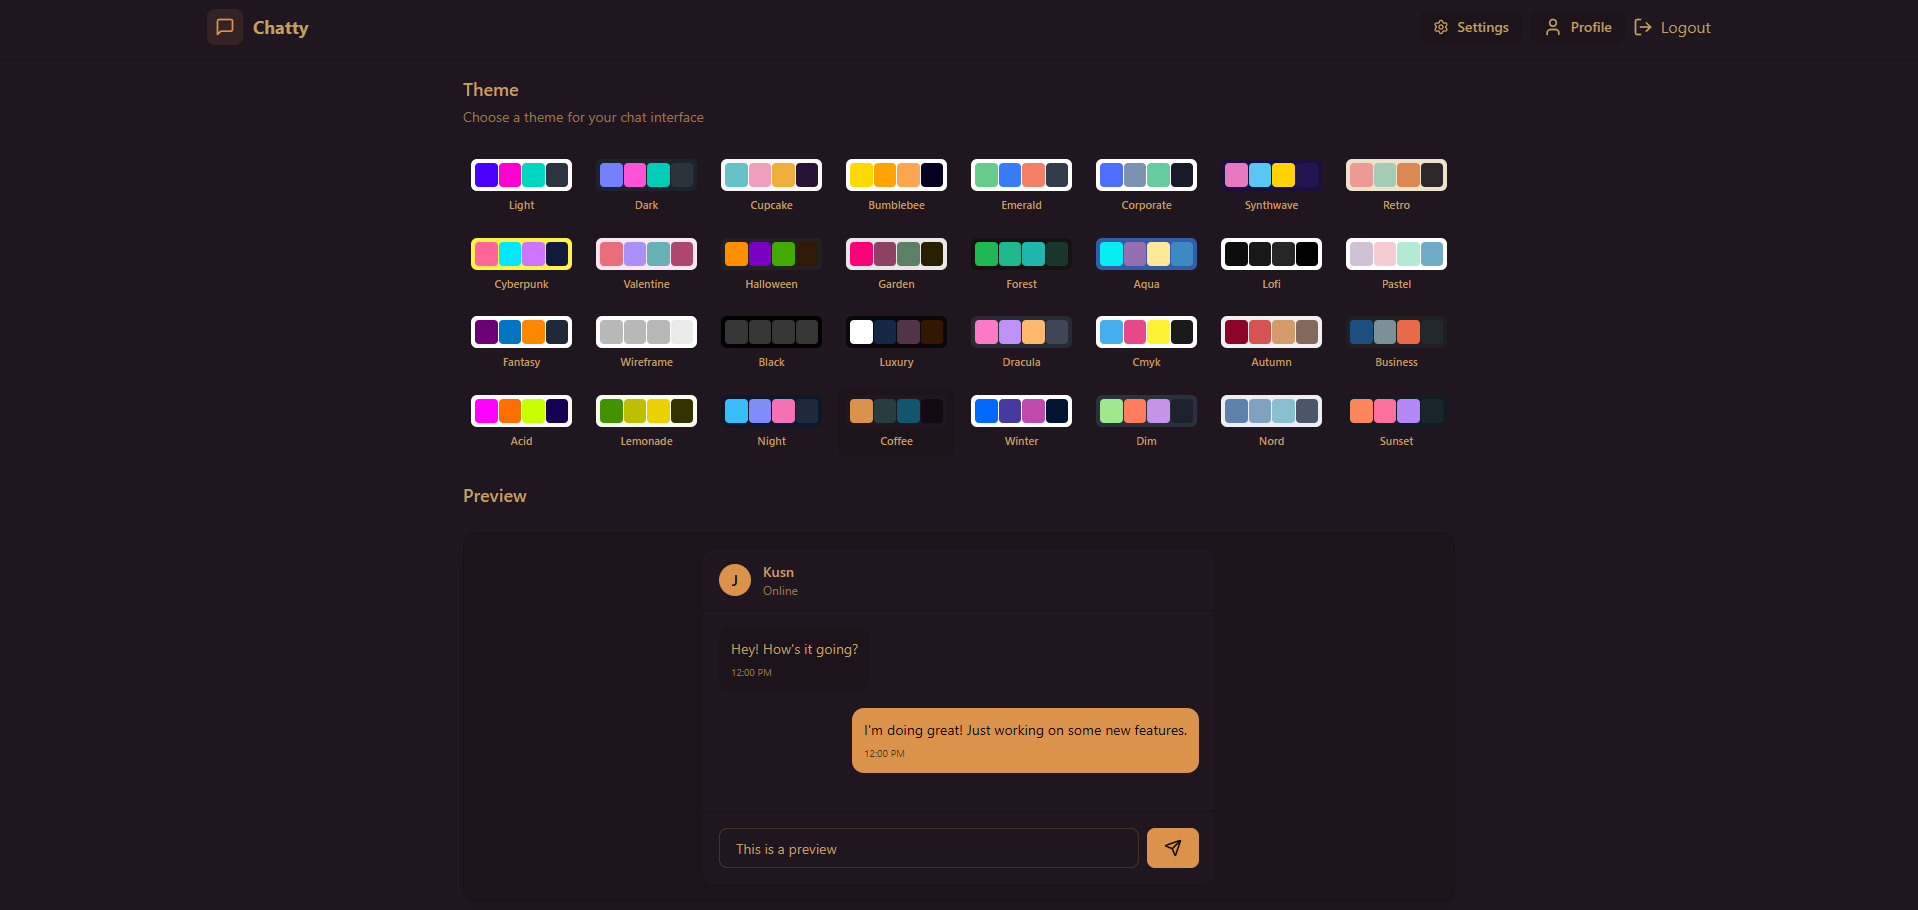 Chatty
Settings Profile Logout
Theme
Choose a theme for your chat interface
Light Dark Cupcake Bumblebee Emerald Corporate Synthwave Retro
Cyberpunk Valentine Halloween Garden Forest Aqua Lofi Pastel
Fantasy Wireframe Black Luxury Dracula Cmyk Autumn Business
Acid Lemonade Night Coffee Winter Dim Nord Sunset
Preview
J
Kusn
Online
Hey! How's it going?
12:00 PM
I'm doing great! Just working on some new features.
12:00 PM
This is a preview